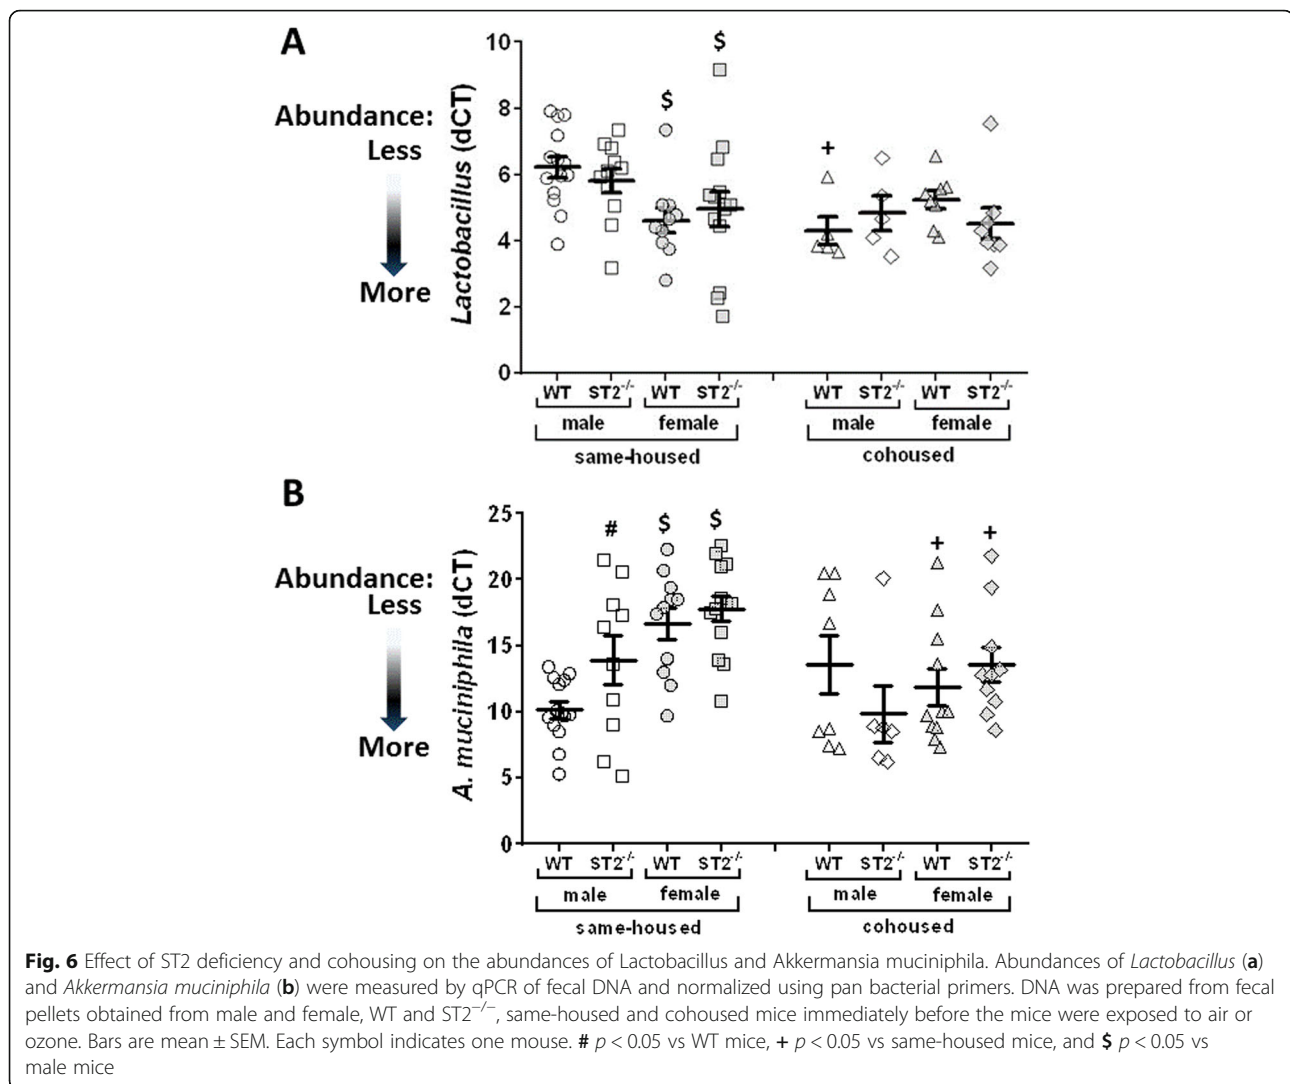 A
Abundance:
Less
More
Lactobacillus (dCT)
10
8
6
4
2
0
$
$
+
WT ST2-/- WT ST2-/- WT ST2-/- WT ST2-/-
male female male female
same-housed cohoused
B
Abundance:
Less
More
A. muciniphila (dCT)
25
20
15
10
5
0
#
$
$
+
+
WT ST2-/- WT ST2-/- WT ST2-/- WT ST2-/-
male female male female
same-housed cohoused
Fig. 6 Effect of ST2 deficiency and cohousing on the abundances of Lactobacillus and Akkermansia muciniphila. Abundances of Lactobacillus (a)
and Akkermansia muciniphila (b) were measured by qPCR of fecal DNA and normalized using pan bacterial primers. DNA was prepared from fecal
pellets obtained from male and female, WT and ST2−/−, same-housed and cohoused mice immediately before the mice were exposed to air or
ozone. Bars are mean ± SEM. Each symbol indicates one mouse. # p < 0.05 vs WT mice, + p < 0.05 vs same-housed mice, and $ p < 0.05 vs
male mice